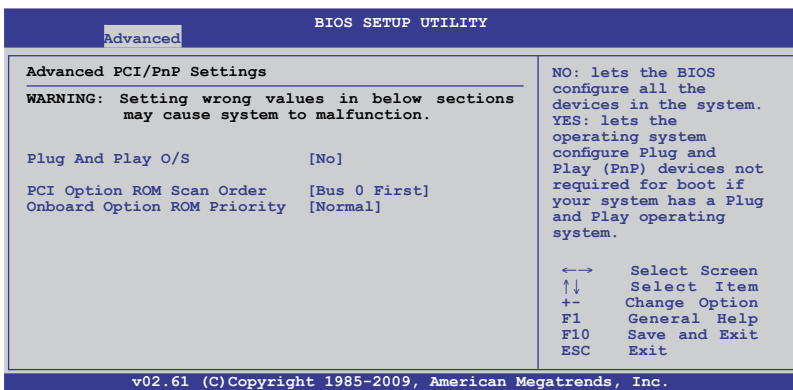 BIOS SETUP UTILITY
Advanced
Advanced PCI/PnP Settings
WARNING: Setting wrong values in below sections
may cause system to malfunction.
Plug And Play O/S [No]
PCI Option ROM Scan Order [Bus 0 First]
Onboard Option ROM Priority [Normal]
NO: lets the BIOS
configure all the
devices in the system.
YES: lets the
operating system
configure Plug and
Play (PnP) devices not
required for boot if
your system has a Plug
and Play operating
system.
←→ Select Screen
↑↓ Select Item
+- Change Option
F1 General Help
F10 Save and Exit
ESC Exit
v02.61 (C)Copyright 1985-2009, American Megatrends, Inc.